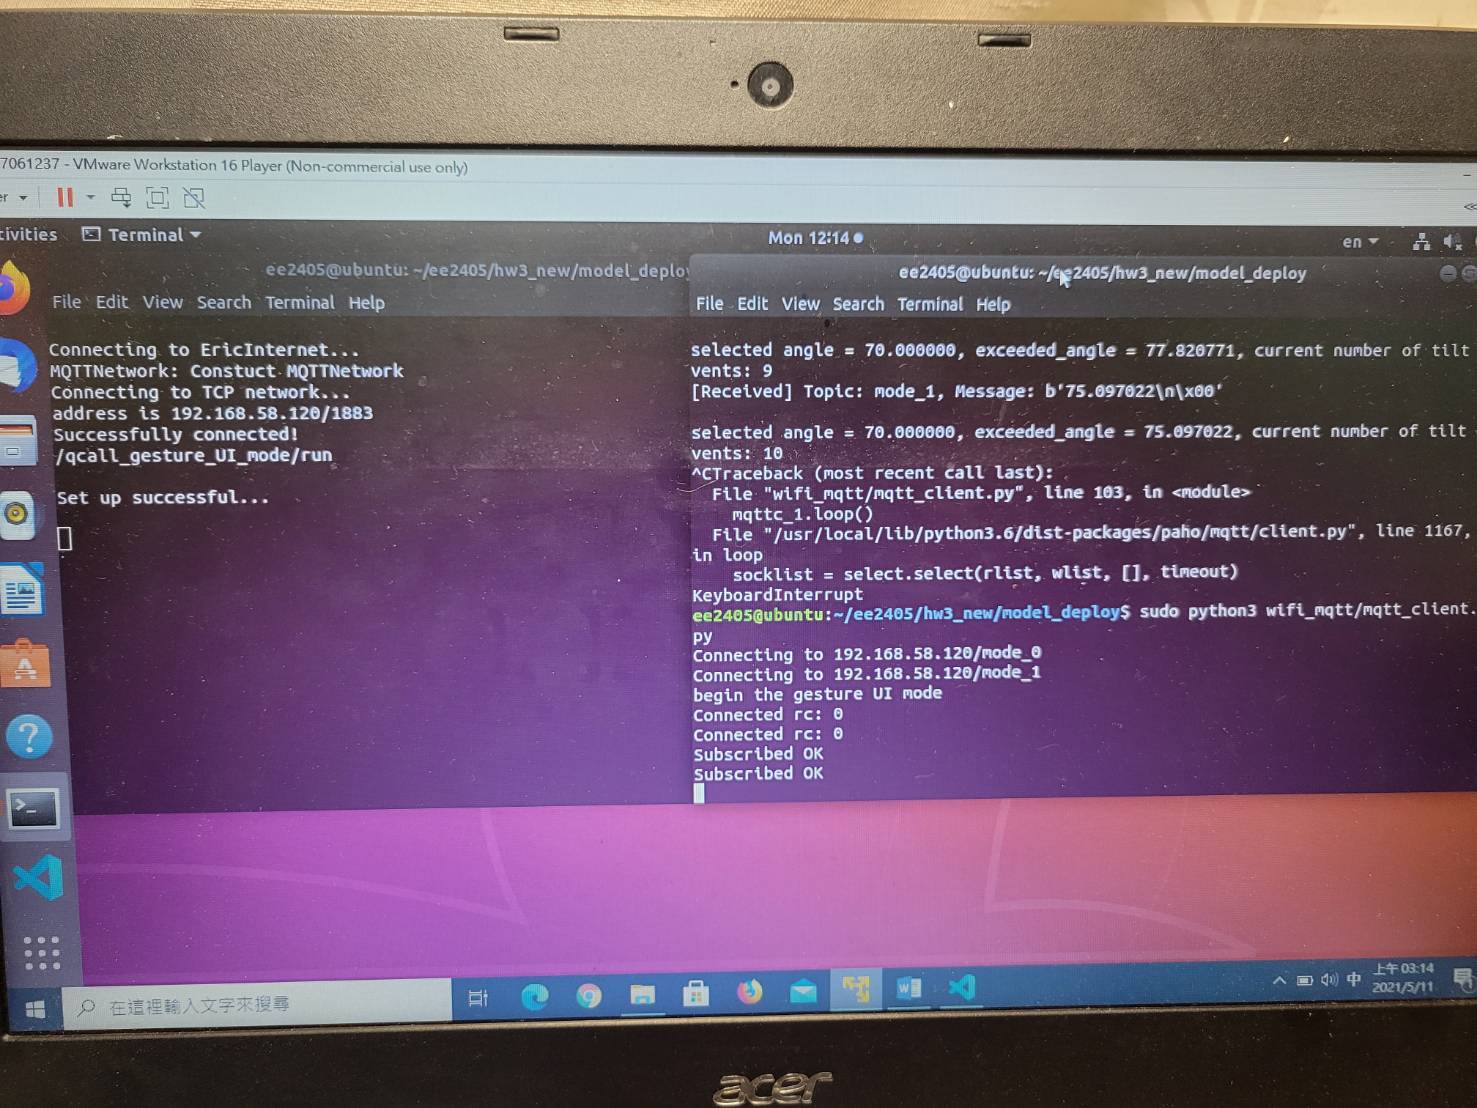 7061237 - VMware Workstation 16 Player (Non-commercial use only)
Terminal
Mon 12:14
en
ee2405@ubuntu: ~/ee2405/hw3_new/model_deplo
File Edit View Search Terminal Help
Connecting to EricInternet...
MQTTNetwork: Constuct MQTTNetwork
Connecting to TCP network...
address is 192.168.58.120/1883
Successfully connected!
/qcall_gesture_UI_mode/run
Set up successful...
ee2405@ubuntu: ~/ee2405/hw3_new/model_deploy
File Edit View Search Terminal Help
selected angle = 70.000000, exceeded_angle = 77.820771, current number of tilt
vents: 9
[Received] Topic: mode_1, Message: b'75.097022\n\x00'
selected angle = 70.000000, exceeded_angle = 75.097022, current number of tilt
vents: 10
^CTraceback (most recent call last):
File "wifi_mqtt/mqtt_client.py", line 103, in <module>
mqttc_1.loop()
File "/usr/local/lib/python3.6/dist-packages/paho/mqtt/client.py", line 1167,
in loop
socklist = select.select(rlist, wlist, [], timeout)
KeyboardInterrupt
ee2405@ubuntu:~/ee2405/hw3_new/model_deploy$ sudo python3 wifi_mqtt/mqtt_client.
py
Connecting to 192.168.58.120/mode_0
Connecting to 192.168.58.120/mode_1
begin the gesture UI mode
Connected rc: 0
Connected rc: 0
Subscribed OK
Subscribed OK
在這裡輸入文字來搜尋
中
上午 03:14
2021/5/11
acer